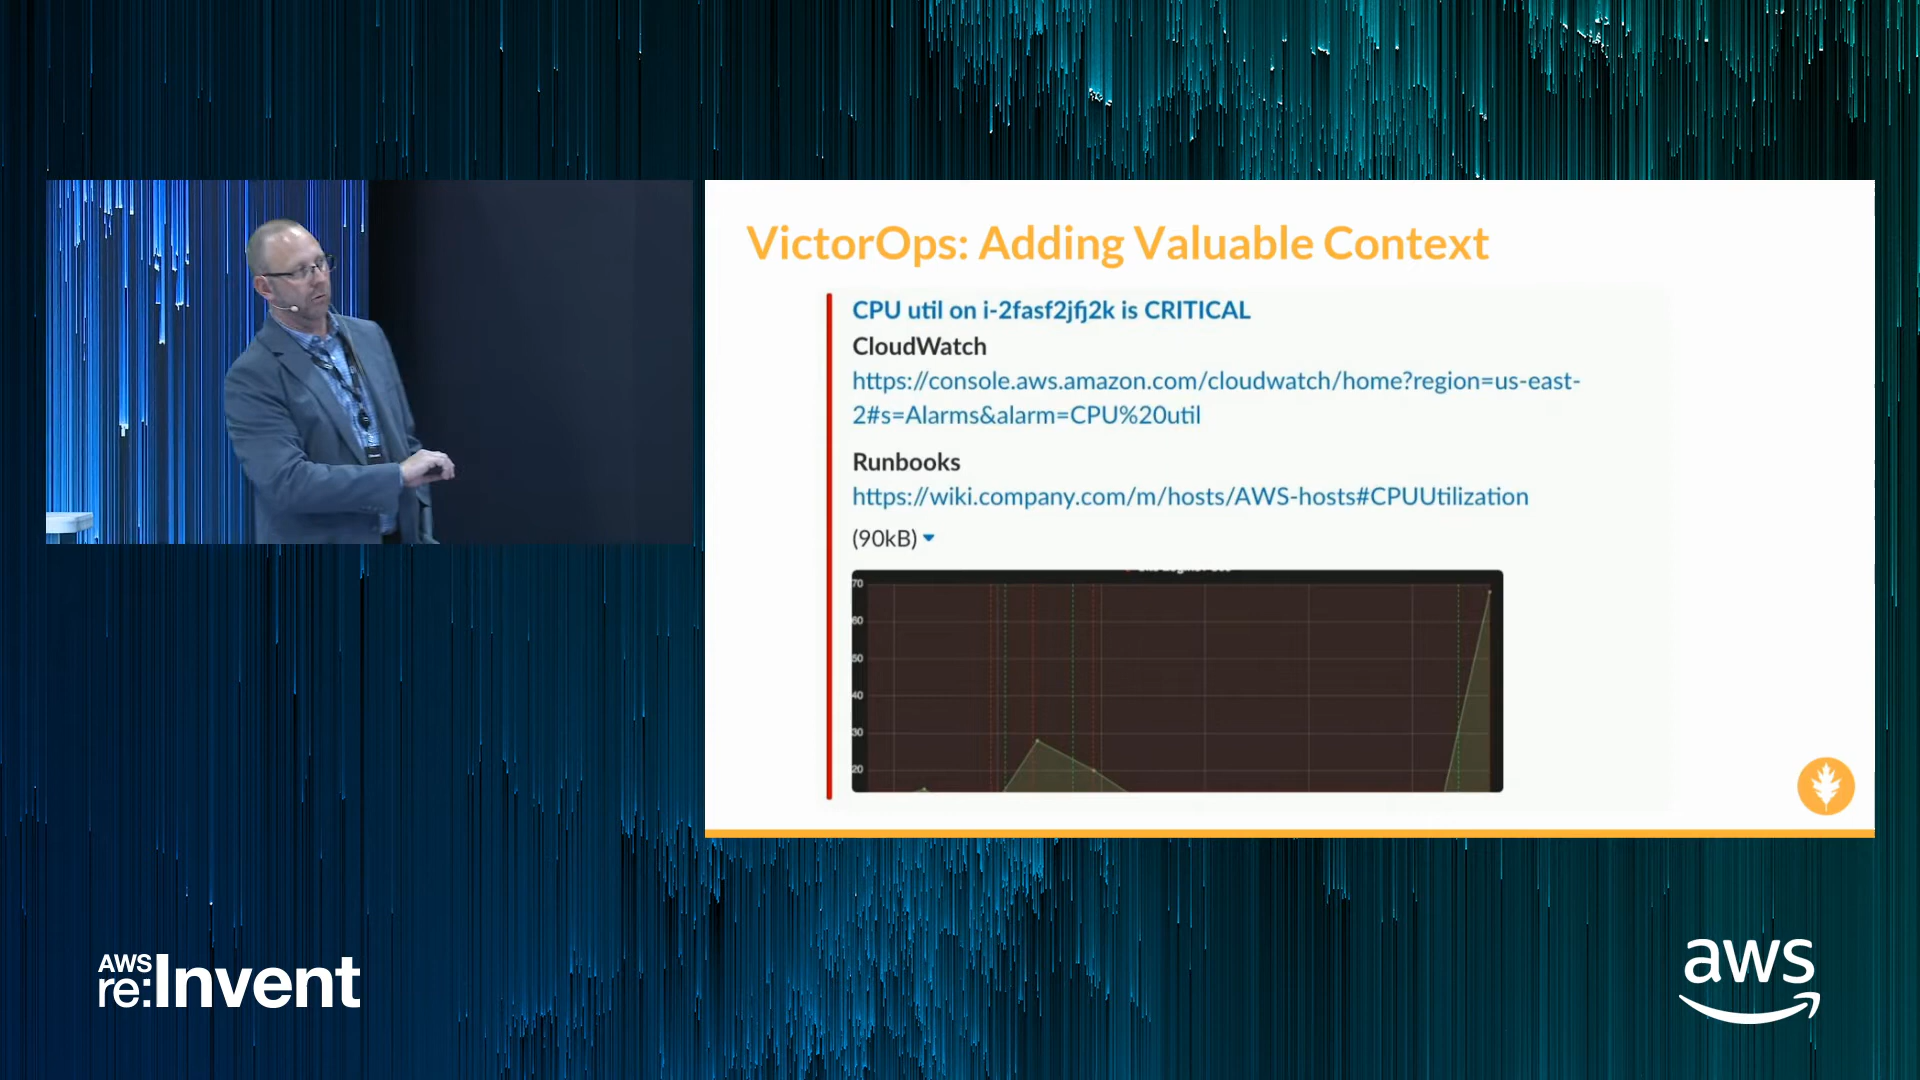 VictorOps: Adding Valuable Context
CPU util on i-2fasf2jfj2k is CRITICAL
CloudWatch
https://console.aws.amazon.com/cloudwatch/home?region=us-east-
2#s=Alarms&alarm=CPU%20util
Runbooks
https://wiki.company.com/m/hosts/AWS-hosts#CPUUtilization
(90kB)
70
60
50
40
30
20
AWS
re:Invent
aws